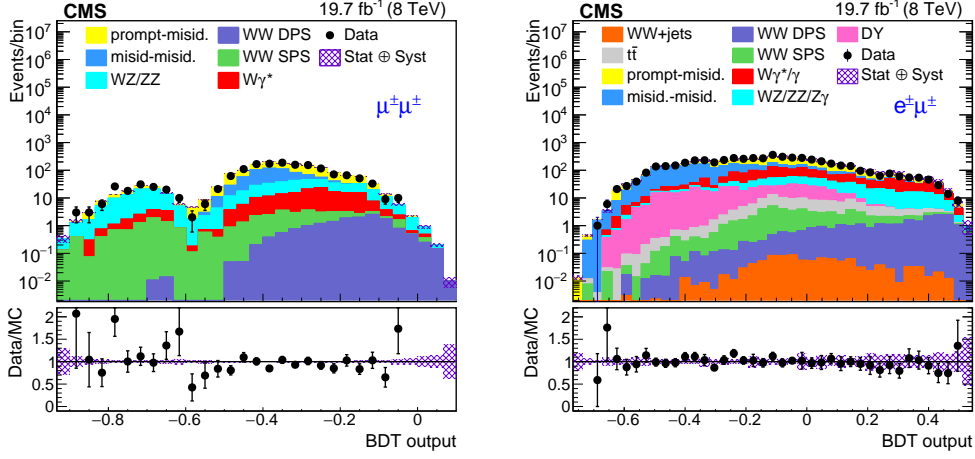 CMS 19.7 fb⁻¹ (8 TeV)
Events/bin
prompt-misid. WW DPS Data
misid-misid. WW SPS Stat ⊕ Syst
WZ/ZZ Wγ*
μ±μ±
10⁷
10⁶
10⁵
10⁴
10³
10²
10
1
10⁻¹
10⁻²
Data/MC
2
1.5
1
0.5
0
−0.8 −0.6 −0.4 −0.2 0
BDT output
CMS 19.7 fb⁻¹ (8 TeV)
Events/bin
WW+jets WW DPS DY
tt̄ WW SPS Data
prompt-misid. Wγ*/γ Stat ⊕ Syst
misid.-misid. WZ/ZZ/Zγ
e±μ±
10⁷
10⁶
10⁵
10⁴
10³
10²
10
1
10⁻¹
10⁻²
Data/MC
2
1.5
1
0.5
0
−0.6 −0.4 −0.2 0 0.2 0.4
BDT output